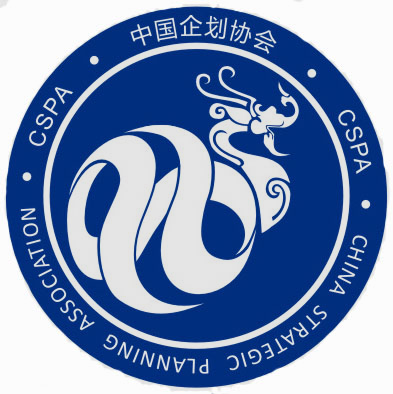 中国企划协会
CSPA
CSPA
CHINA STRATEGIC PLANNING ASSOCIATION